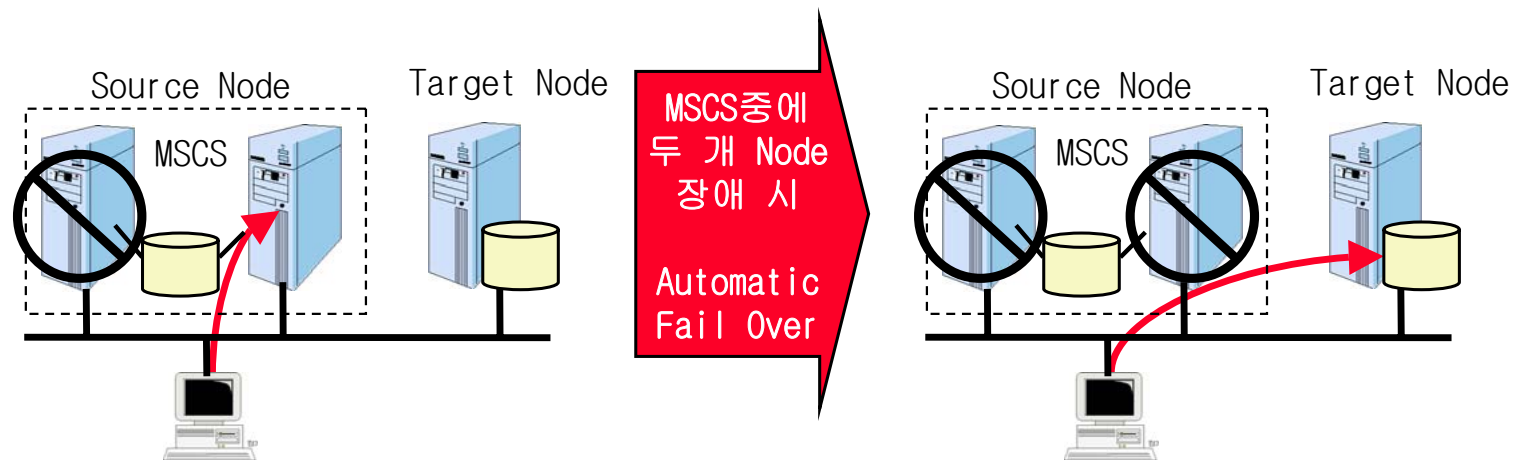 Source Node
Target Node
MSCS
MSCS중에
두 개 Node
장애 시
Automatic
Fail Over
Source Node
Target Node
MSCS